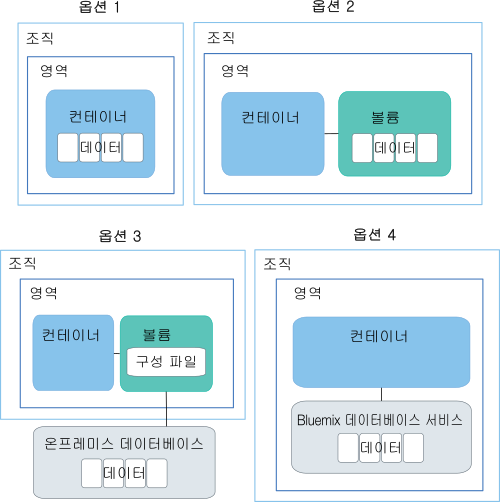 옵션 1
조직
영역
컨테이너
데이터
옵션 2
조직
영역
컨테이너
볼륨
데이터
옵션 3
조직
영역
컨테이너
볼륨
구성 파일
온프레미스 데이터베이스
데이터
옵션 4
조직
영역
컨테이너
Bluemix 데이터베이스 서비스
데이터